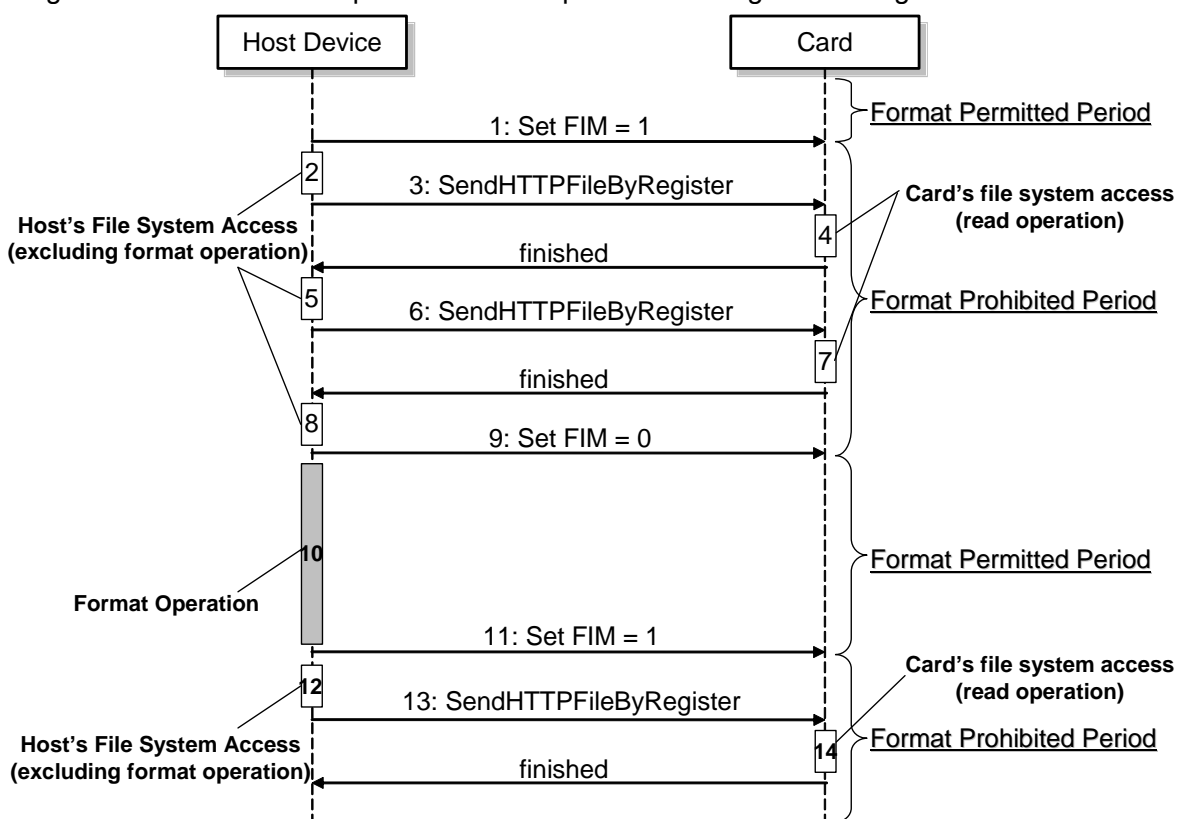 Host Device
Card
Format Permitted Period
1: Set FIM = 1
2
3: SendHTTPFileByRegister
Card’s file system access
(read operation)
Host’s File System Access
(excluding format operation)
4
finished
5
Format Prohibited Period
6: SendHTTPFileByRegister
7
finished
8
9: Set FIM = 0
10
Format Permitted Period
Format Operation
11: Set FIM = 1
12
Card’s file system access
(read operation)
13: SendHTTPFileByRegister
Host’s File System Access
(excluding format operation)
14
Format Prohibited Period
finished